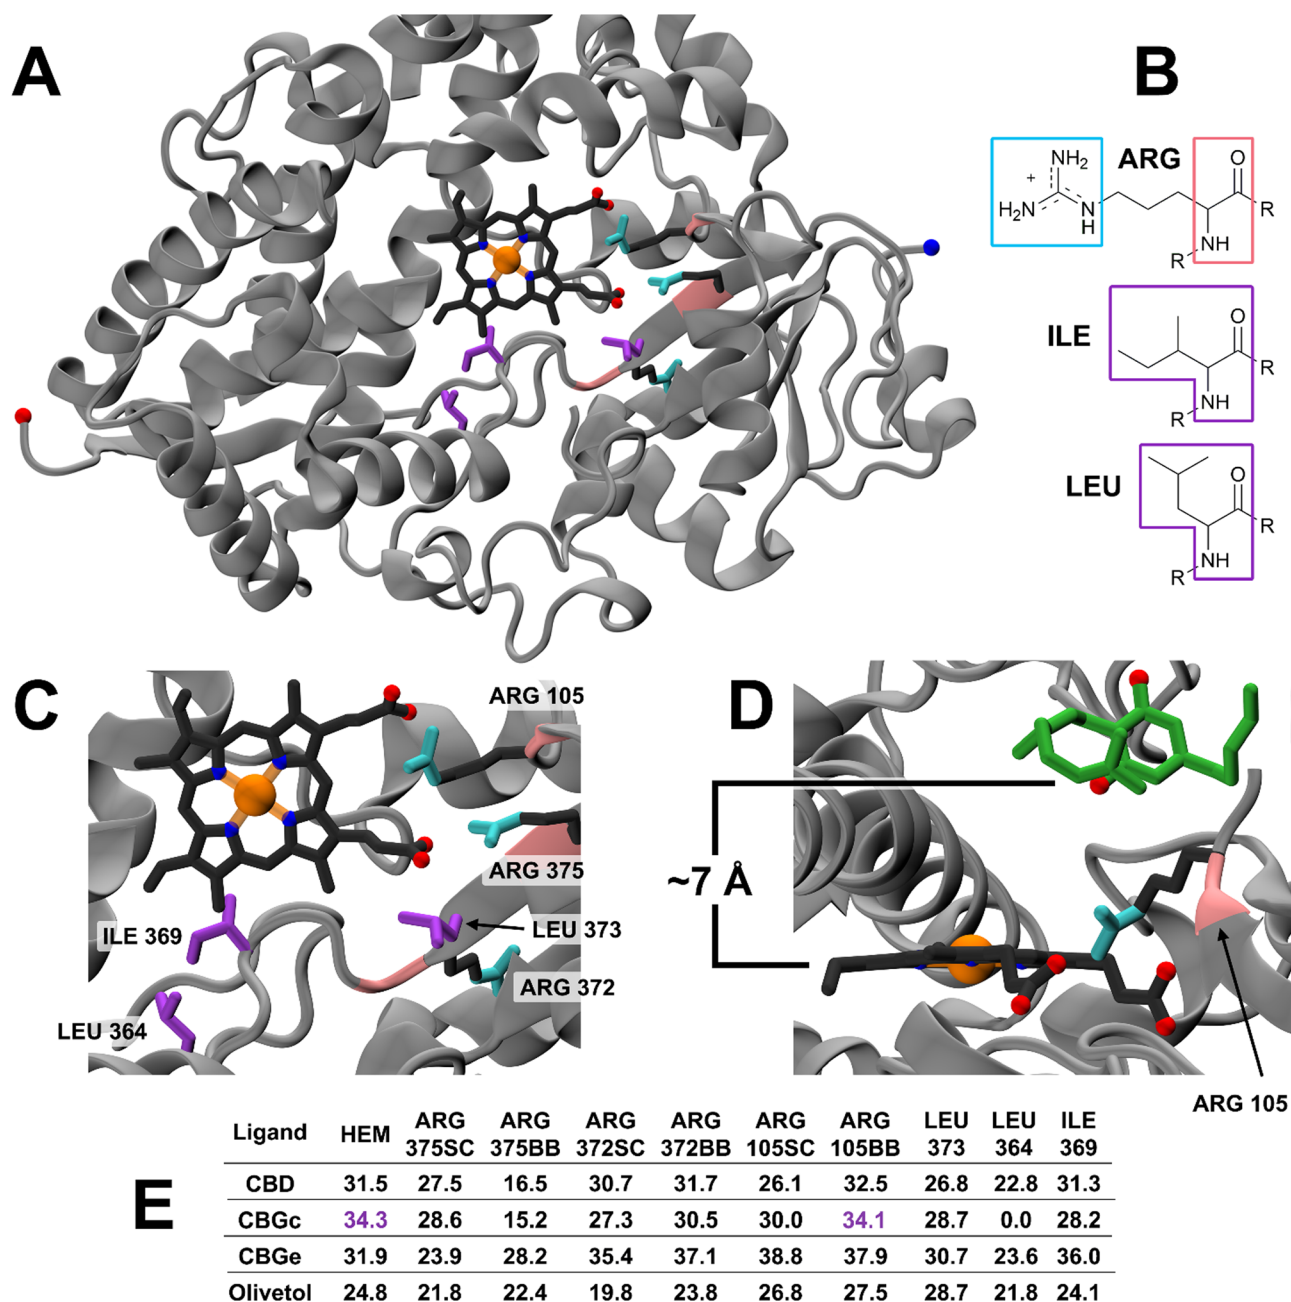 A
B
NH2
+
H2N
N
H
ARG
O
R
NH
R
ILE
O
R
NH
R
LEU
O
R
NH
R
C
ARG 105
ARG 375
ILE 369
LEU 373
ARG 372
LEU 364
D
~7 Å
ARG 105
E
Ligand HEM ARG 375SC ARG 375BB ARG 372SC ARG 372BB ARG 105SC ARG 105BB LEU 373 LEU 364 ILE 369
CBD 31.5 27.5 16.5 30.7 31.7 26.1 32.5 26.8 22.8 31.3
CBGc 34.3 28.6 15.2 27.3 30.5 30.0 34.1 28.7 0.0 28.2
CBGe 31.9 23.9 28.2 35.4 37.1 38.8 37.9 30.7 23.6 36.0
Olivetol 24.8 21.8 22.4 19.8 23.8 26.8 27.5 28.7 21.8 24.1